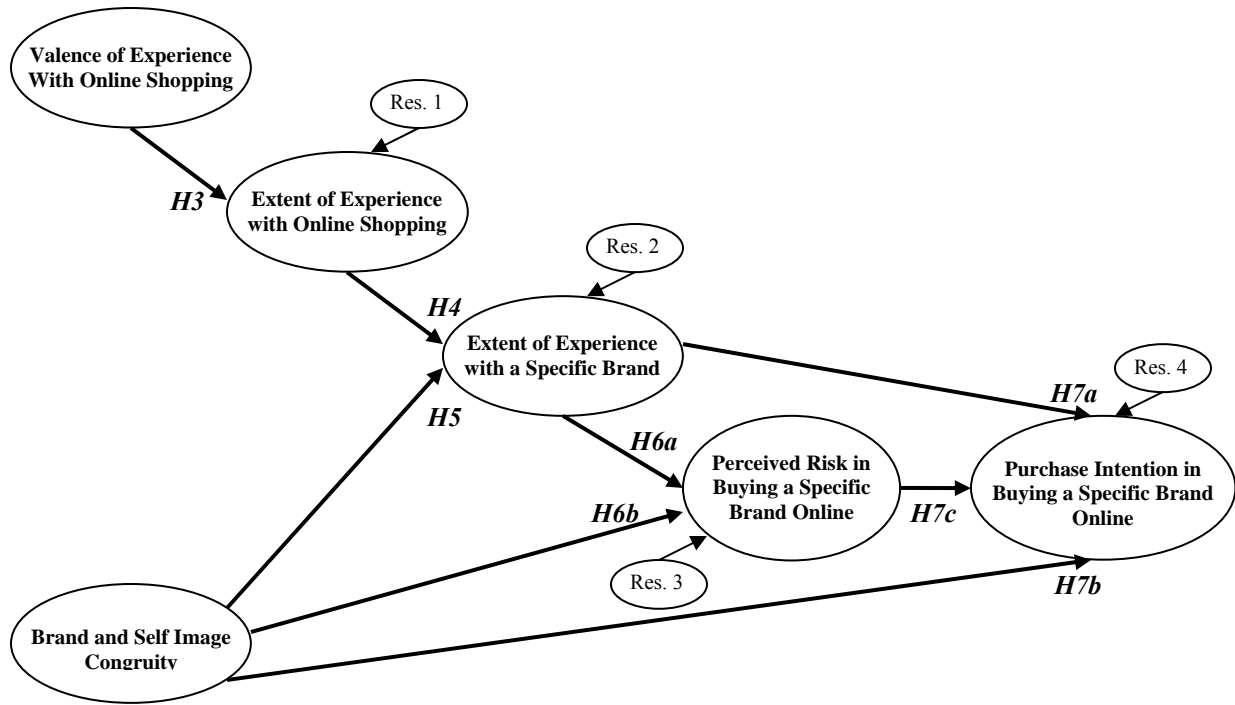 Valence of Experience
With Online Shopping
Res. 1
H3
Extent of Experience
with Online Shopping
Res. 2
H4
Extent of Experience
with a Specific Brand
H5
H7a
Res. 4
H6a
Perceived Risk in
Buying a Specific
Brand Online
H7c
Purchase Intention in
Buying a Specific Brand
Online
H6b
Res. 3
H7b
Brand and Self Image
Congruity